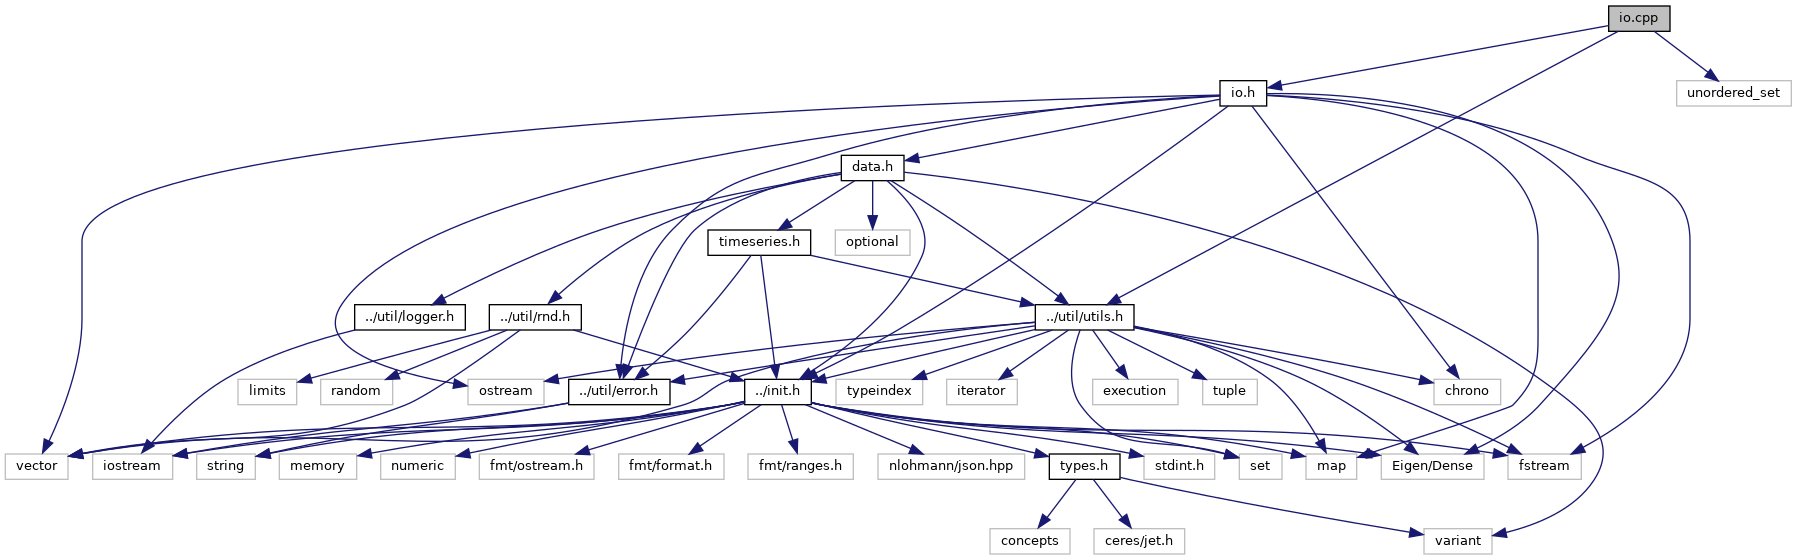 io.cpp
io.h
unordered_set
data.h
timeseries.h
optional
../util/logger.h
../util/rnd.h
../util/utils.h
limits
random
ostream
../util/error.h
../init.h
typeindex
iterator
execution
tuple
chrono
vector
iostream
string
memory
numeric
fmt/ostream.h
fmt/format.h
fmt/ranges.h
nlohmann/json.hpp
types.h
stdint.h
set
map
Eigen/Dense
fstream
concepts
ceres/jet.h
variant